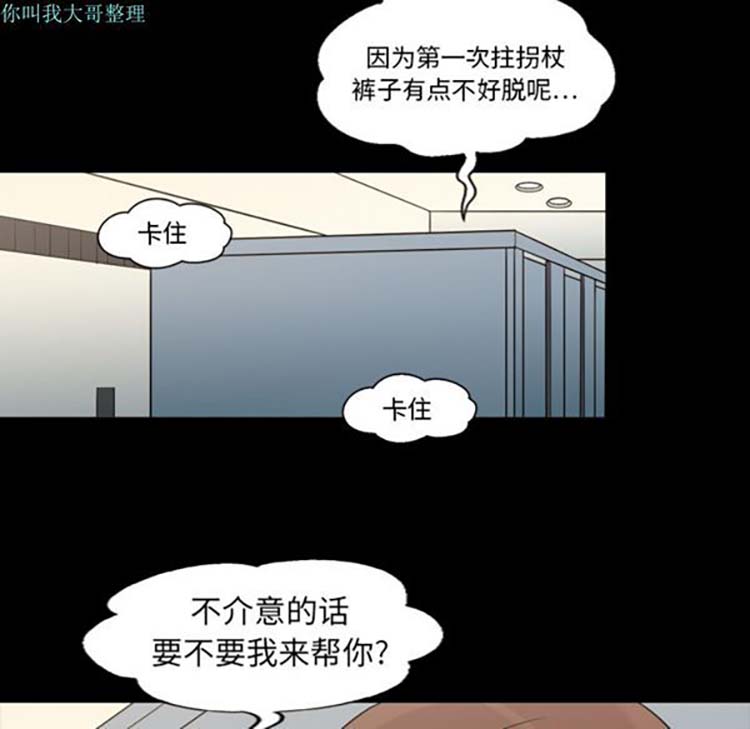 你叫我大哥整理
因为第一次拄拐杖
裤子有点不好脱呢...
卡住
卡住
不介意的话
要不要我来帮你?